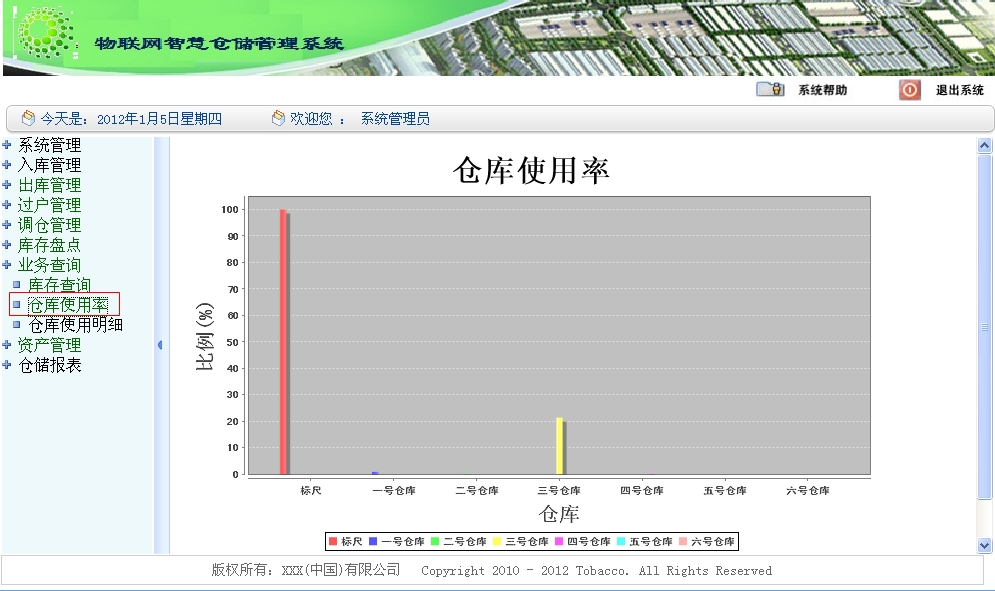 物联网智慧仓储管理系统
系统帮助 退出系统
今天是：2012年1月5日星期四 欢迎您 ： 系统管理员
系统管理
入库管理
出库管理
过户管理
调仓管理
库存盘点
业务查询
库存查询
仓库使用率
仓库使用明细
资产管理
仓储报表
仓库使用率
比例(%)
100
90
80
70
60
50
40
30
20
10
0
标尺 一号仓库 二号仓库 三号仓库 四号仓库 五号仓库 六号仓库
仓库
标尺 一号仓库 二号仓库 三号仓库 四号仓库 五号仓库 六号仓库
版权所有：XXX(中国)有限公司 Copyright 2010 - 2012 Tobacco. All Rights Reserved